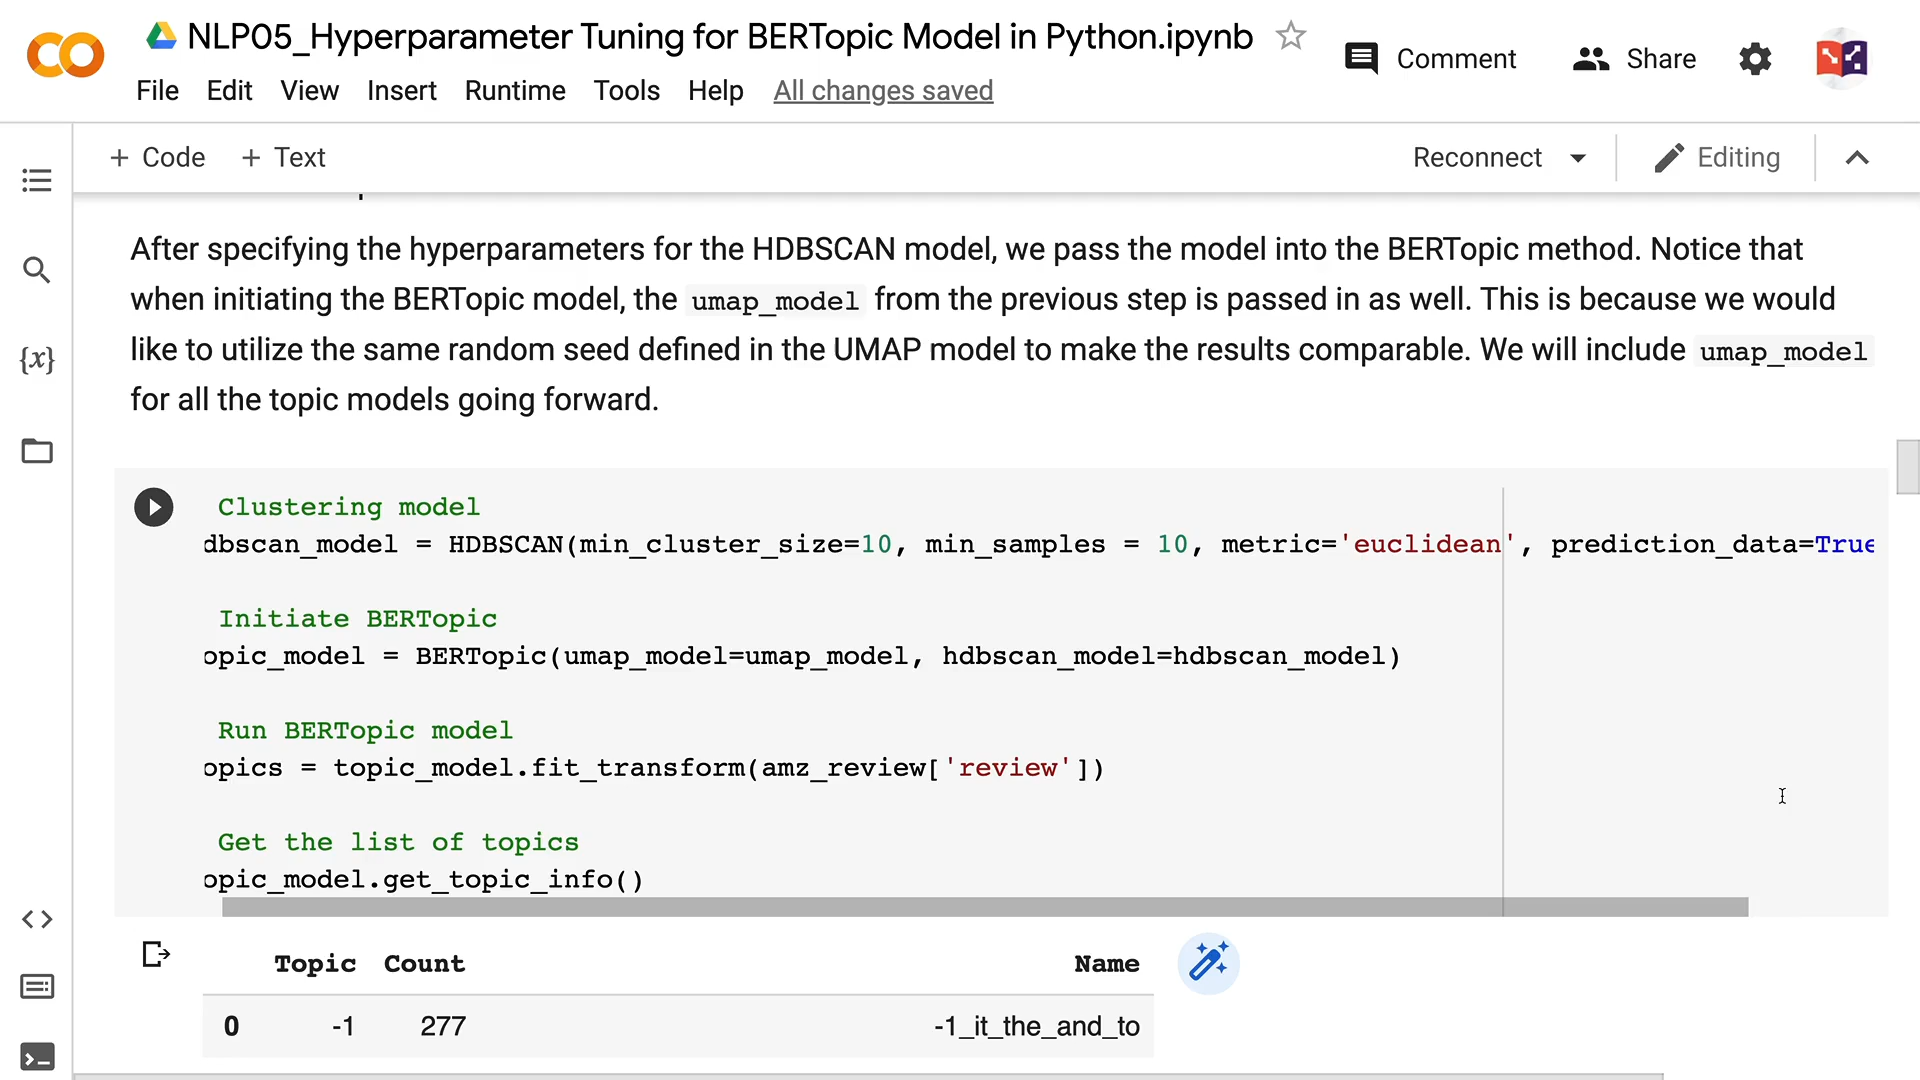 NLP05_Hyperparameter Tuning for BERTopic Model in Python.ipynb
Comment
Share
File Edit View Insert Runtime Tools Help All changes saved
+ Code + Text
Reconnect
Editing
After specifying the hyperparameters for the HDBSCAN model, we pass the model into the BERTopic method. Notice that
when initiating the BERTopic model, the umap_model from the previous step is passed in as well. This is because we would
like to utilize the same random seed defined in the UMAP model to make the results comparable. We will include umap_model
for all the topic models going forward.
{x}
Clustering model
dbscan_model = HDBSCAN(min_cluster_size=10, min_samples = 10, metric='euclidean', prediction_data=True
Initiate BERTopic
opic_model = BERTopic(umap_model=umap_model, hdbscan_model=hdbscan_model)
Run BERTopic model
opics = topic_model.fit_transform(amz_review['review'])
Get the list of topics
opic_model.get_topic_info()
Topic Count Name
0 -1 277 -1_it_the_and_to